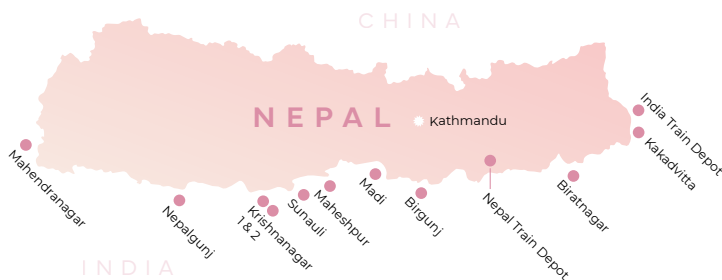 CHINA
NEPAL
Kathmandu
India Train Depot
Kakadvitta
Mahendranagar
Nepalgunj
Krishnanagar
1 & 2
Sunauli
Maheshpur
Madi
Birgunj
Nepal Train Depot
Biratnagar
INDIA